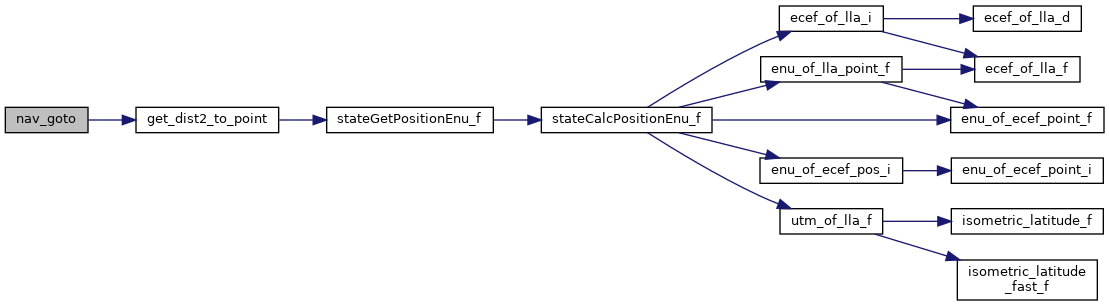 nav_goto
get_dist2_to_point
stateGetPositionEnu_f
stateCalcPositionEnu_f
ecef_of_lla_i
ecef_of_lla_d
enu_of_lla_point_f
ecef_of_lla_f
enu_of_ecef_point_f
enu_of_ecef_pos_i
enu_of_ecef_point_i
utm_of_lla_f
isometric_latitude_f
isometric_latitude
_fast_f